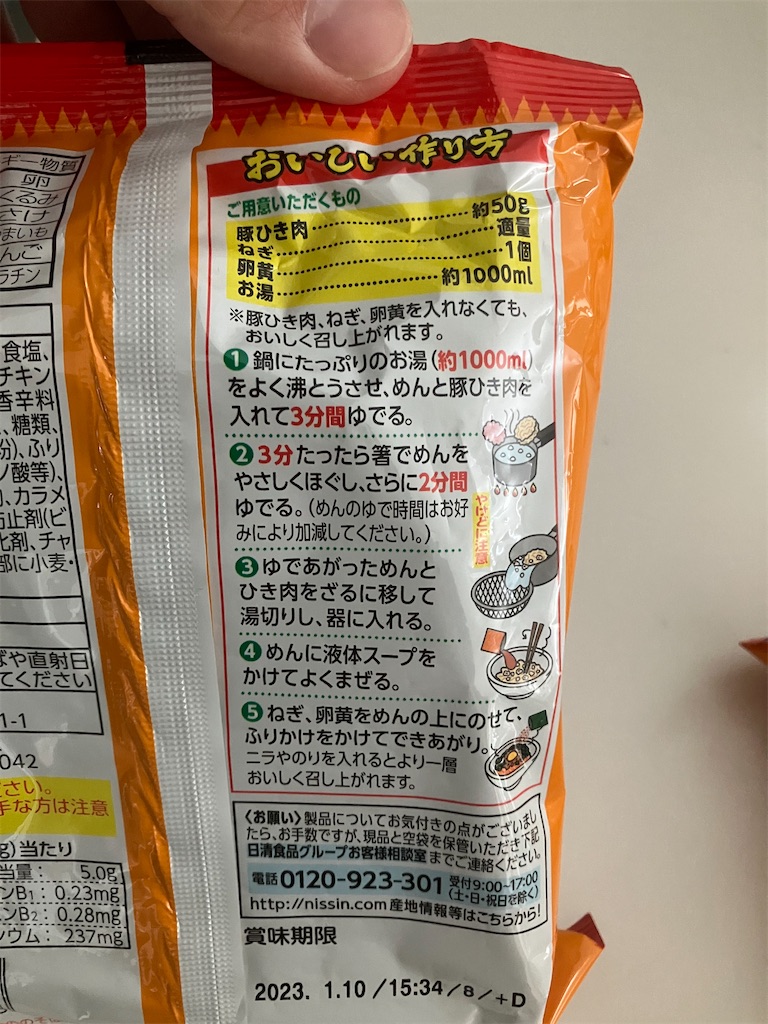 ギー物質
卵
くるみ
さけ
まいも
んご
ラチン
食塩、
チキン
香辛料
、糖類、
粉)、ふり
ノ酸等)、
、カラメ
防止剤(ビ
化剤、チャ
部に小麦・
ばや直射日
てください
1-1
042
ださい。
手な方は注意
g)当たり
当量: 5.0g
ンB₁: 0.23mg
ンB₂: 0.28mg
シウム: 237mg
おいしい作り方
ご用意いただくもの
豚ひき肉……約50g
ねぎ……適量
卵黄……1個
お湯……約1000ml
※豚ひき肉、ねぎ、卵黄を入れなくても、
おいしく召し上がれます。
1 鍋にたっぷりのお湯(約1000ml)
をよく沸とうさせ、めんと豚ひき肉を
入れて3分間ゆでる。
2 3分たったら箸でめんを
やさしくほぐし、さらに2分間
ゆでる。(めんのゆで時間はお好
みにより加減してください。)
やけどに注意
3 ゆであがっためんと
ひき肉をざるに移して
湯切りし、器に入れる。
4 めんに液体スープを
かけてよくまぜる。
5 ねぎ、卵黄をめんの上にのせて、
ふりかけをかけてできあがり。
ニラやのりを入れるとより一層
おいしく召し上がれます。
〈お願い〉製品についてお気付きの点がございまし
たら、お手数ですが、現品と空袋を保管いただき下記
日清食品グループお客様相談室までご連絡ください。
電話 0120-923-301 受付9:00~17:00
(土・日・祝日を除く)
http://nissin.com 産地情報等はこちらから!
賞味期限
2023. 1.10 /15:34/8/+D